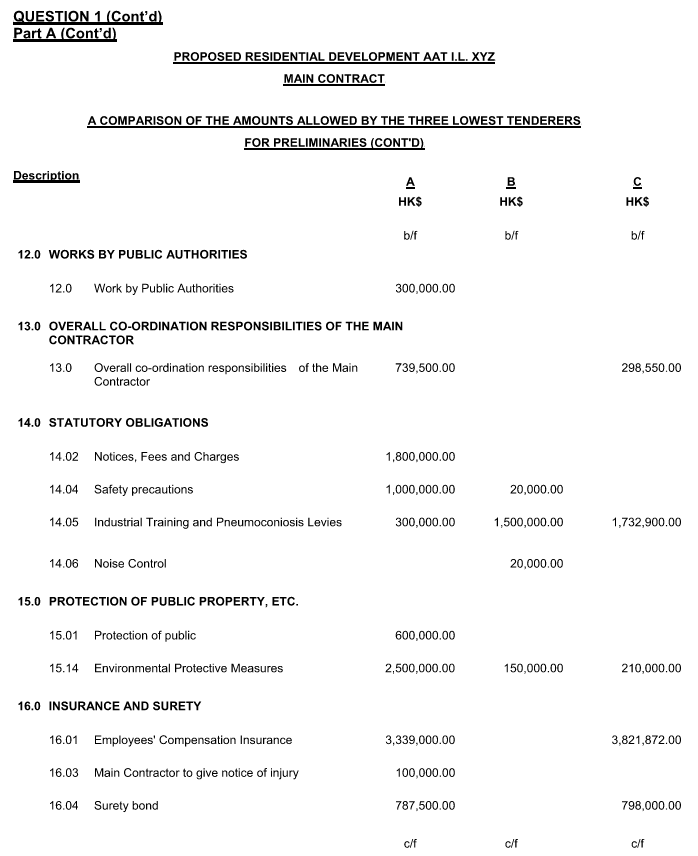 QUESTION 1 (Cont’d)
Part A (Cont’d)
PROPOSED RESIDENTIAL DEVELOPMENT AAT I.L. XYZ
MAIN CONTRACT
A COMPARISON OF THE AMOUNTS ALLOWED BY THE THREE LOWEST TENDERERS
FOR PRELIMINARIES (CONT'D)
Description A B C
HK$ HK$ HK$
b/f b/f b/f
12.0 WORKS BY PUBLIC AUTHORITIES
12.0 Work by Public Authorities 300,000.00
13.0 OVERALL CO-ORDINATION RESPONSIBILITIES OF THE MAIN
CONTRACTOR
13.0 Overall co-ordination responsibilities of the Main 739,500.00 298,550.00
Contractor
14.0 STATUTORY OBLIGATIONS
14.02 Notices, Fees and Charges 1,800,000.00
14.04 Safety precautions 1,000,000.00 20,000.00
14.05 Industrial Training and Pneumoconiosis Levies 300,000.00 1,500,000.00 1,732,900.00
14.06 Noise Control 20,000.00
15.0 PROTECTION OF PUBLIC PROPERTY, ETC.
15.01 Protection of public 600,000.00
15.14 Environmental Protective Measures 2,500,000.00 150,000.00 210,000.00
16.0 INSURANCE AND SURETY
16.01 Employees' Compensation Insurance 3,339,000.00 3,821,872.00
16.03 Main Contractor to give notice of injury 100,000.00
16.04 Surety bond 787,500.00 798,000.00
c/f c/f c/f